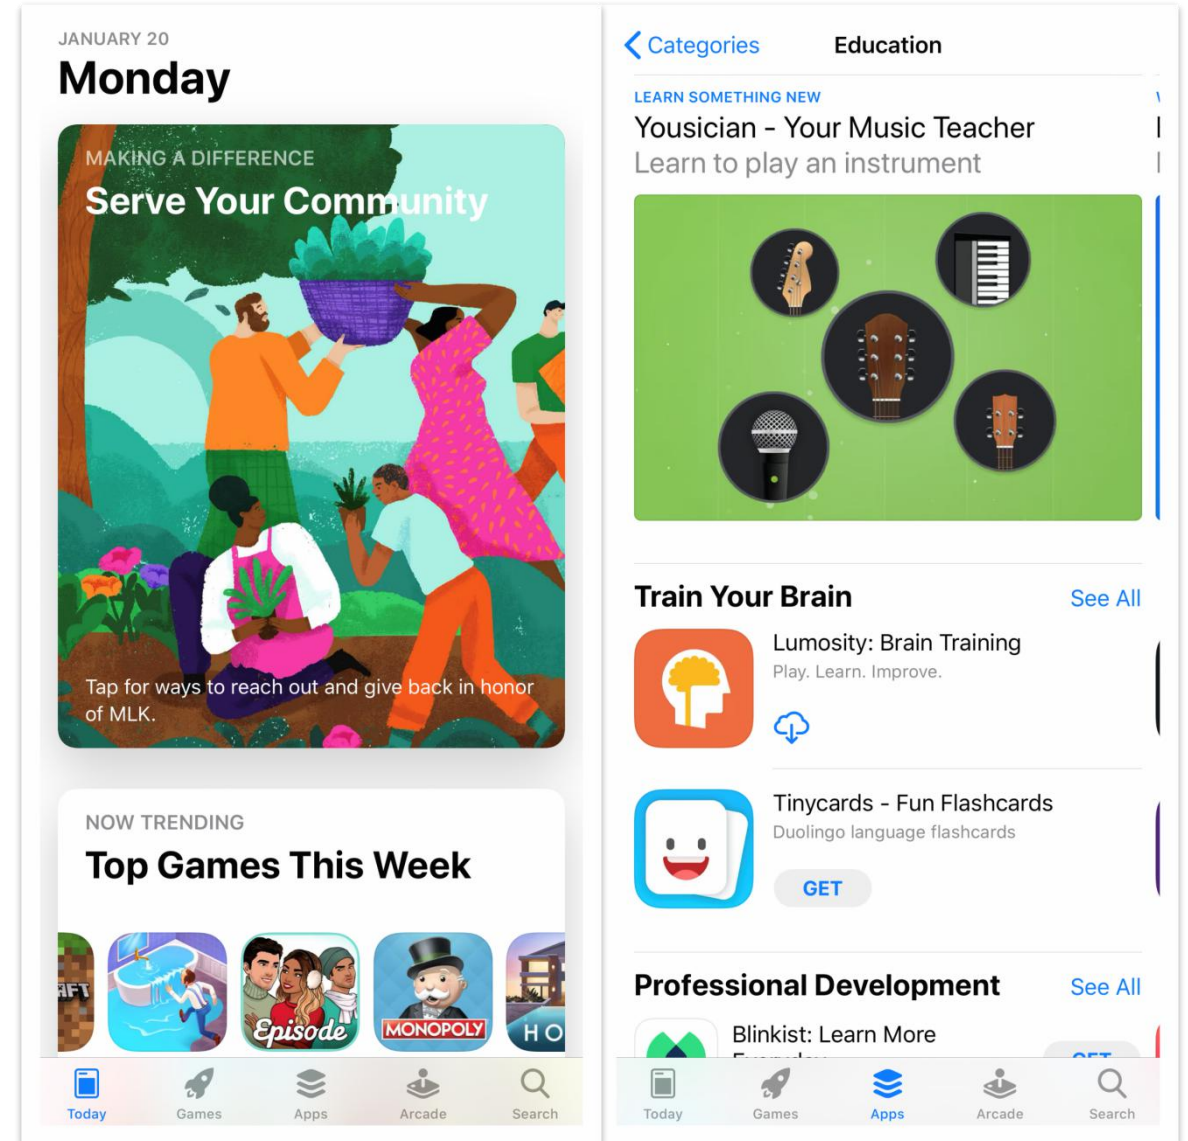 JANUARY 20
Monday
MAKING A DIFFERENCE
Serve Your Community
Tap for ways to reach out and give back in honor
of MLK.
NOW TRENDING
Top Games This Week
AFT
Episode
MONOPOLY
HO
Today
Games
Apps
Arcade
Search
Categories
Education
LEARN SOMETHING NEW
Yousician - Your Music Teacher
Learn to play an instrument
Train Your Brain
See All
Lumosity: Brain Training
Play. Learn. Improve.
Tinycards - Fun Flashcards
Duolingo language flashcards
GET
Professional Development
See All
Blinkist: Learn More
Everyday
GET
Today
Games
Apps
Arcade
Search